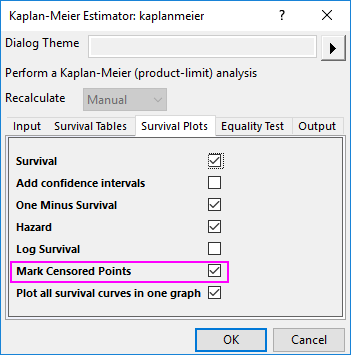 Kaplan-Meier Estimator: kaplanmeier
Dialog Theme
Perform a Kaplan-Meier (product-limit) analysis
Recalculate Manual
Input Survival Tables Survival Plots Equality Test Output
Survival
Add confidence intervals
One Minus Survival
Hazard
Log Survival
Mark Censored Points
Plot all survival curves in one graph
OK Cancel